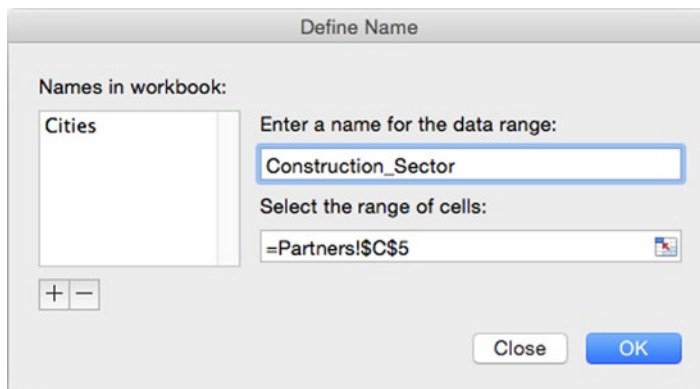 Define Name
Names in workbook:
Cities
Enter a name for the data range:
Construction_Sector
Select the range of cells:
=Partners!$C$5
+ −
Close
OK